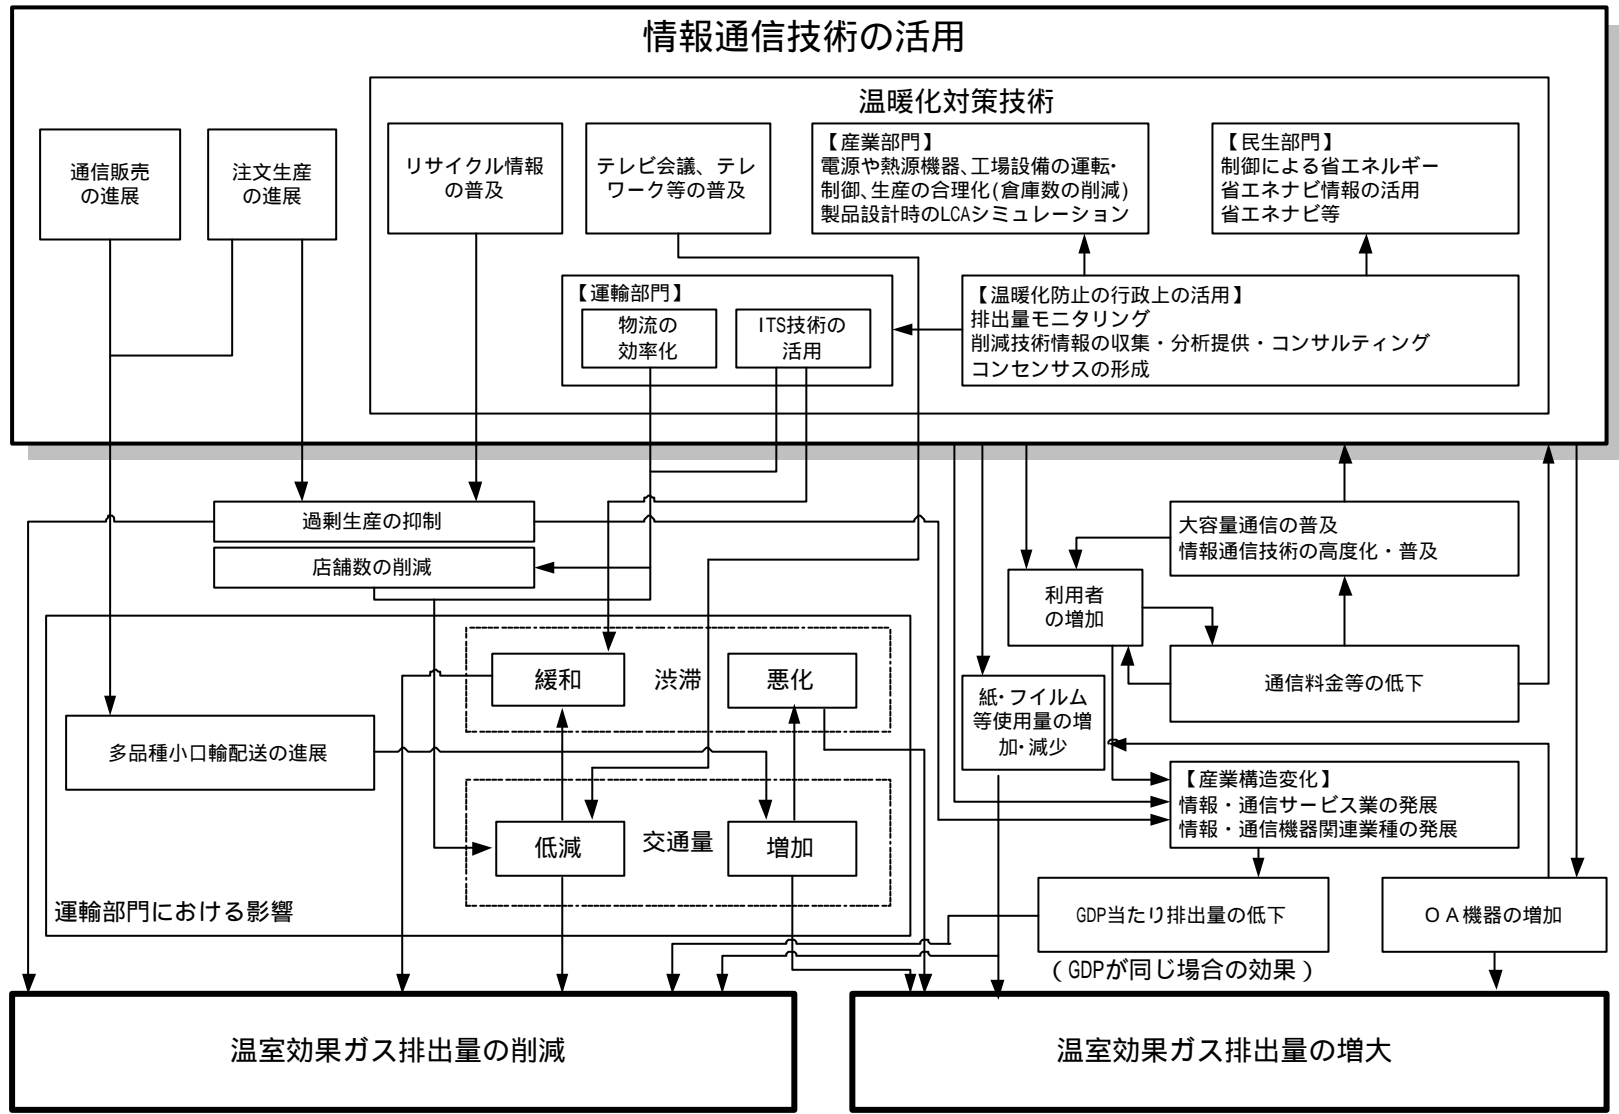 情報通信技術の活用
温暖化対策技術
通信販売
の進展
注文生産
の進展
リサイクル情報
の普及
テレビ会議、テレ
ワーク等の普及
【産業部門】
電源や熱源機器、工場設備の運転・
制御、生産の合理化(倉庫数の削減)
製品設計時のLCAシミュレーション
【民生部門】
制御による省エネルギー
省エネナビ情報の活用
省エネナビ等
【運輸部門】
物流の
効率化
ITS技術の
活用
【温暖化防止の行政上の活用】
排出量モニタリング
削減技術情報の収集・分析提供・コンサルティング
コンセンサスの形成
過剰生産の抑制
店舗数の削減
大容量通信の普及
情報通信技術の高度化・普及
利用者
の増加
通信料金等の低下
緩和
渋滞
悪化
紙・フイルム
等使用量の増
加・減少
多品種小口輸配送の進展
【産業構造変化】
情報・通信サービス業の発展
情報・通信機器関連業種の発展
低減
交通量
増加
運輸部門における影響
GDP当たり排出量の低下
(GDPが同じ場合の効果)
ＯＡ機器の増加
温室効果ガス排出量の削減
温室効果ガス排出量の増大